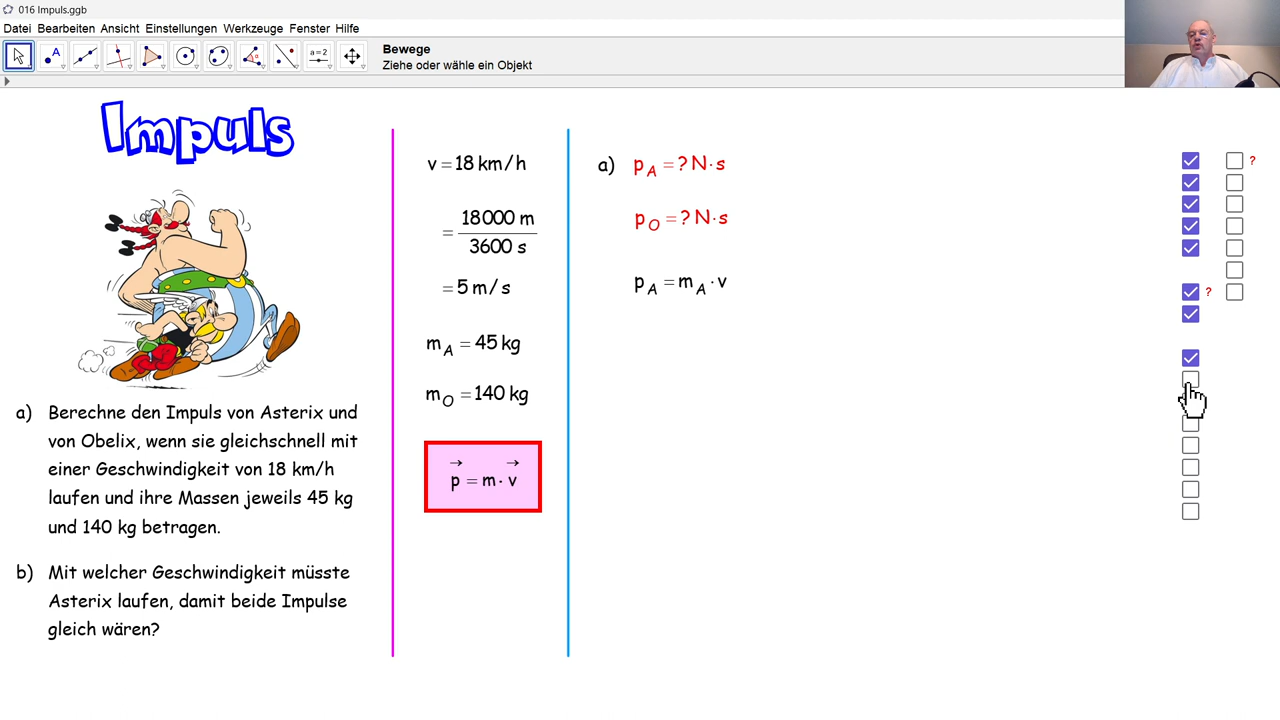 016 Impuls.ggb
Datei Bearbeiten Ansicht Einstellungen Werkzeuge Fenster Hilfe
A
a=2
Bewege
Ziehe oder wähle ein Objekt
Impuls
a) Berechne den Impuls von Asterix und
von Obelix, wenn sie gleichschnell mit
einer Geschwindigkeit von 18 km/h
laufen und ihre Massen jeweils 45 kg
und 140 kg betragen.
b) Mit welcher Geschwindigkeit müsste
Asterix laufen, damit beide Impulse
gleich wären?
v = 18 km/h
= 18000 m / 3600 s
= 5 m/s
m_A = 45 kg
m_O = 140 kg
p⃗ = m · v⃗
a) p_A = ? N·s
p_O = ? N·s
p_A = m_A · v
?
?